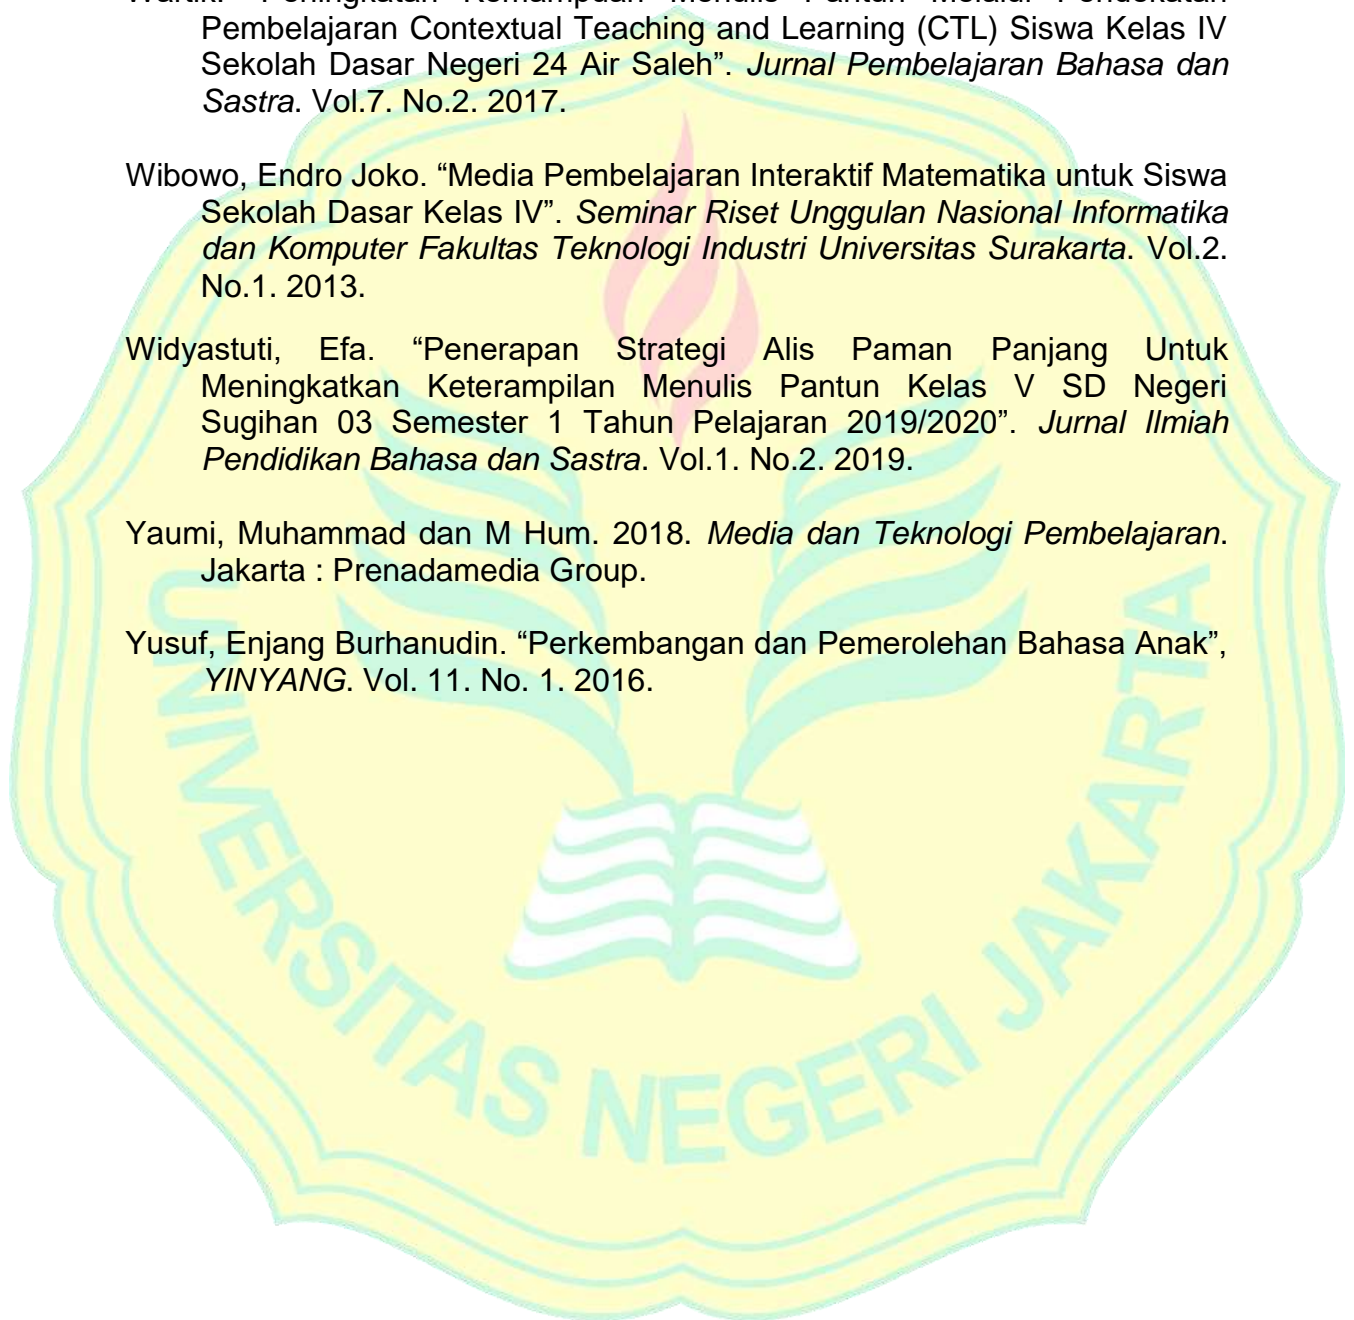 Pembelajaran Contextual Teaching and Learning (CTL) Siswa Kelas IV
Sekolah Dasar Negeri 24 Air Saleh”. Jurnal Pembelajaran Bahasa dan
Sastra. Vol.7. No.2. 2017.
Wibowo, Endro Joko. “Media Pembelajaran Interaktif Matematika untuk Siswa
Sekolah Dasar Kelas IV”. Seminar Riset Unggulan Nasional Informatika
dan Komputer Fakultas Teknologi Industri Universitas Surakarta. Vol.2.
No.1. 2013.
Widyastuti, Efa. “Penerapan Strategi Alis Paman Panjang Untuk
Meningkatkan Keterampilan Menulis Pantun Kelas V SD Negeri
Sugihan 03 Semester 1 Tahun Pelajaran 2019/2020”. Jurnal Ilmiah
Pendidikan Bahasa dan Sastra. Vol.1. No.2. 2019.
Yaumi, Muhammad dan M Hum. 2018. Media dan Teknologi Pembelajaran.
Jakarta : Prenadamedia Group.
Yusuf, Enjang Burhanudin. “Perkembangan dan Pemerolehan Bahasa Anak”,
YINYANG. Vol. 11. No. 1. 2016.
UNIVERSITAS NEGERI JAKARTA